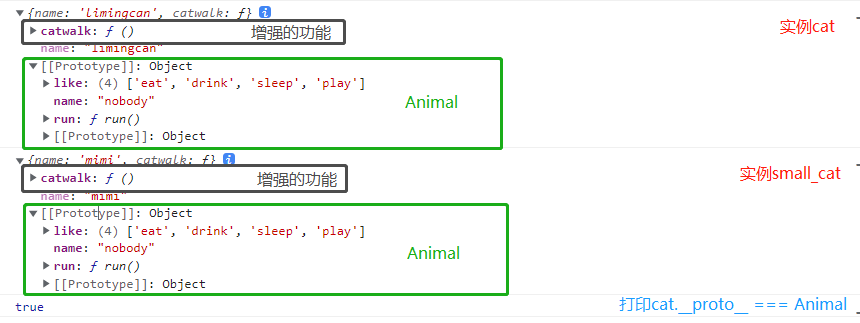 ▼{name: 'limingcan', catwalk: ƒ} i
实例cat
▶ catwalk: ƒ () 增强的功能
name: "limingcan"
▼[[Prototype]]: Object
▶ like: (4) ['eat', 'drink', 'sleep', 'play']
Animal
name: "nobody"
▶ run: ƒ run()
▶ [[Prototype]]: Object
▼{name: 'mimi', catwalk: ƒ} i
实例small_cat
▶ catwalk: ƒ () 增强的功能
name: "mimi"
▼[[Prototype]]: Object
▶ like: (4) ['eat', 'drink', 'sleep', 'play']
Animal
name: "nobody"
▶ run: ƒ run()
▶ [[Prototype]]: Object
true 打印cat.__proto__ === Animal